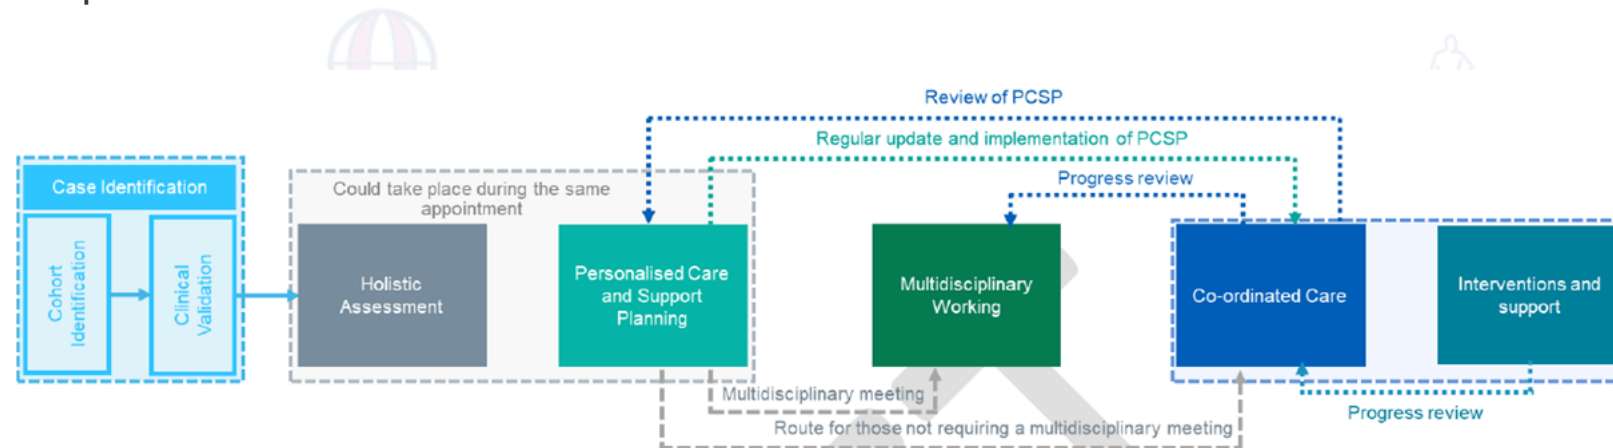 Review of PCSP
Regular update and implementation of PCSP
Progress review
Case Identification
Cohort
Identification
Clinical
Validation
Could take place during the same
appointment
Holistic
Assessment
Personalised Care
and Support
Planning
Multidisciplinary
Working
Co-ordinated Care
Interventions and
support
Multidisciplinary meeting
Route for those not requiring a multidisciplinary meeting
Progress review